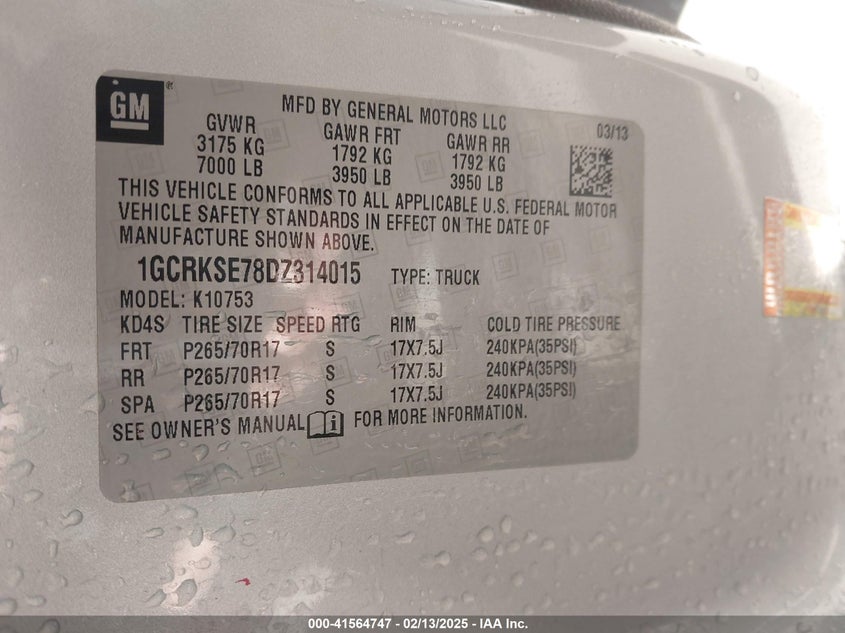 GM ®
MFD BY GENERAL MOTORS LLC
03/13
GVWR GAWR FRT GAWR RR
3175 KG 1792 KG 1792 KG
7000 LB 3950 LB 3950 LB
THIS VEHICLE CONFORMS TO ALL APPLICABLE U.S. FEDERAL MOTOR
VEHICLE SAFETY STANDARDS IN EFFECT ON THE DATE OF
MANUFACTURE SHOWN ABOVE.
1GCRKSE78DZ314015 TYPE: TRUCK
MODEL: K10753
KD4S TIRE SIZE SPEED RTG RIM COLD TIRE PRESSURE
FRT P265/70R17 S 17X7.5J 240KPA(35PSI)
RR P265/70R17 S 17X7.5J 240KPA(35PSI)
SPA P265/70R17 S 17X7.5J 240KPA(35PSI)
SEE OWNER'S MANUAL FOR MORE INFORMATION.
000-41564747 - 02/13/2025 - IAA Inc.